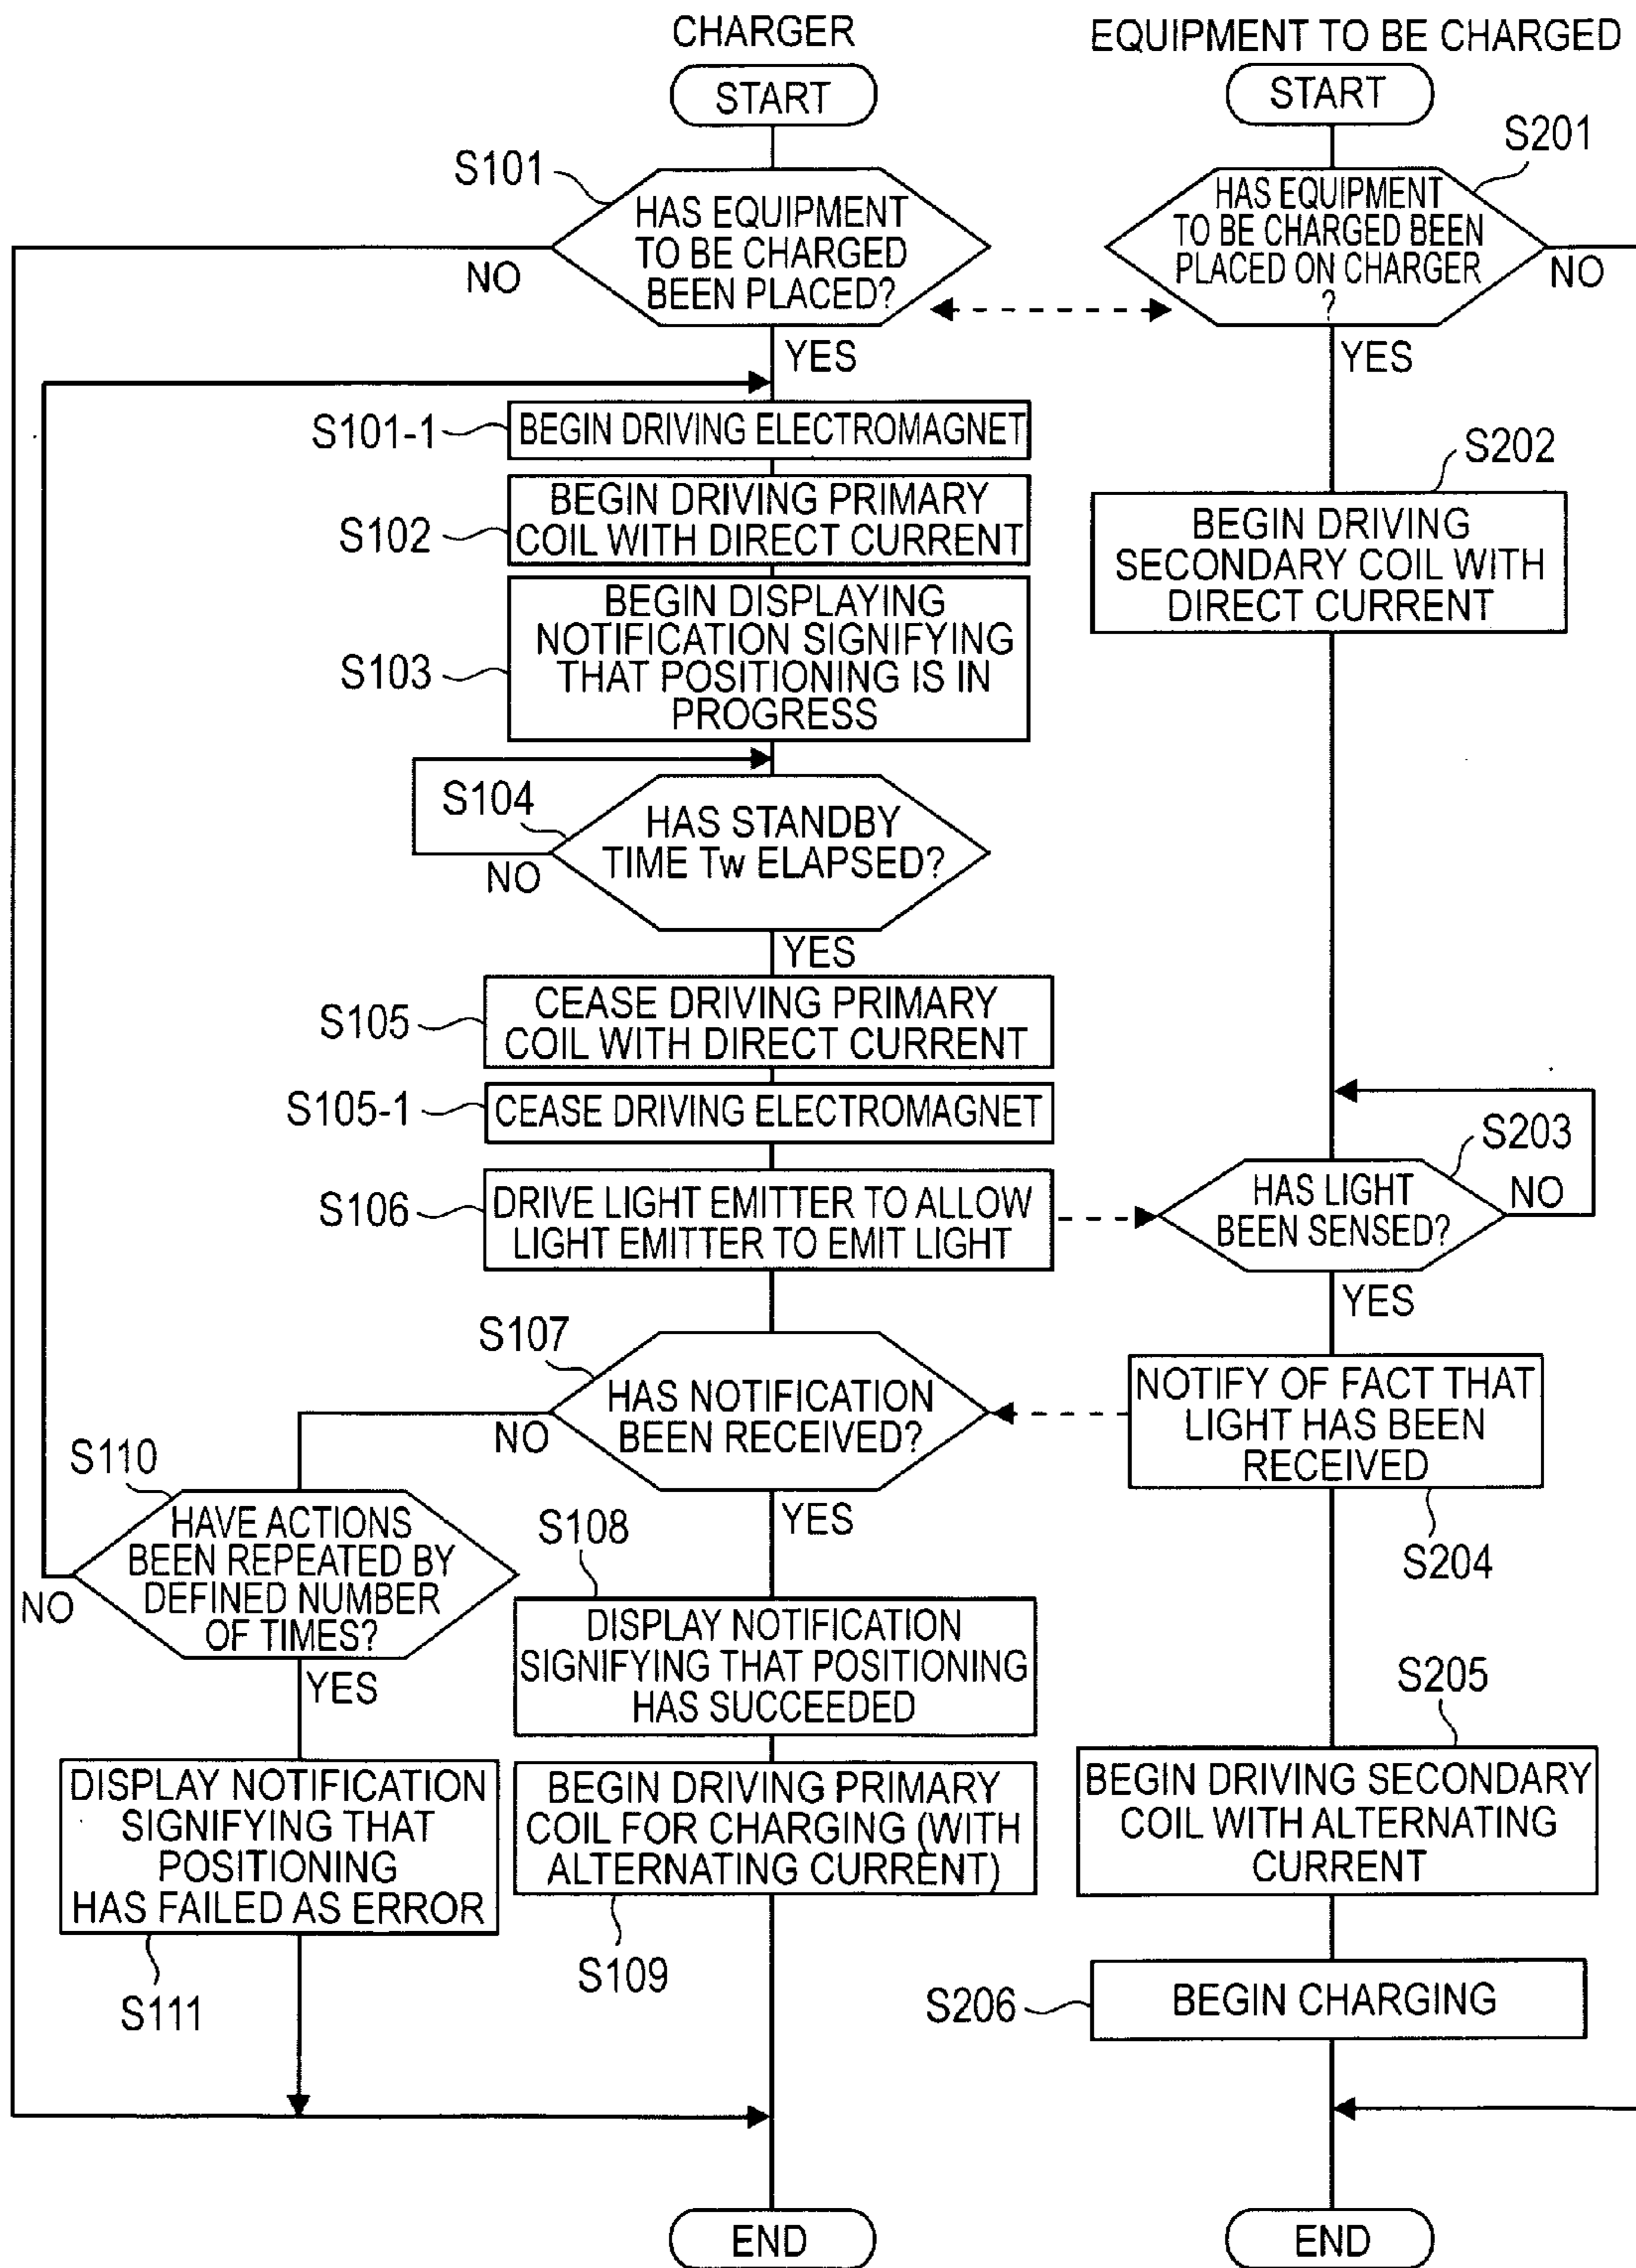 CHARGER
START
S101
HAS EQUIPMENT
TO BE CHARGED
BEEN PLACED?
NO
YES
S101-1
BEGIN DRIVING ELECTROMAGNET
S102
BEGIN DRIVING PRIMARY
COIL WITH DIRECT CURRENT
S103
BEGIN DISPLAYING
NOTIFICATION SIGNIFYING
THAT POSITIONING IS IN
PROGRESS
S104
HAS STANDBY
TIME Tw ELAPSED?
NO
YES
S105
CEASE DRIVING PRIMARY
COIL WITH DIRECT CURRENT
S105-1
CEASE DRIVING ELECTROMAGNET
S106
DRIVE LIGHT EMITTER TO ALLOW
LIGHT EMITTER TO EMIT LIGHT
S107
HAS NOTIFICATION
BEEN RECEIVED?
NO
YES
S110
HAVE ACTIONS
BEEN REPEATED BY
DEFINED NUMBER
OF TIMES?
NO
YES
S108
DISPLAY NOTIFICATION
SIGNIFYING THAT POSITIONING
HAS SUCCEEDED
DISPLAY NOTIFICATION
SIGNIFYING THAT
POSITIONING
HAS FAILED AS ERROR
S111
BEGIN DRIVING PRIMARY
COIL FOR CHARGING (WITH
ALTERNATING CURRENT)
S109
END
EQUIPMENT TO BE CHARGED
START
S201
HAS EQUIPMENT
TO BE CHARGED BEEN
PLACED ON CHARGER
?
NO
YES
S202
BEGIN DRIVING
SECONDARY COIL WITH
DIRECT CURRENT
S203
HAS LIGHT
BEEN SENSED?
NO
YES
NOTIFY OF FACT THAT
LIGHT HAS BEEN
RECEIVED
S204
S205
BEGIN DRIVING SECONDARY
COIL WITH ALTERNATING
CURRENT
S206
BEGIN CHARGING
END